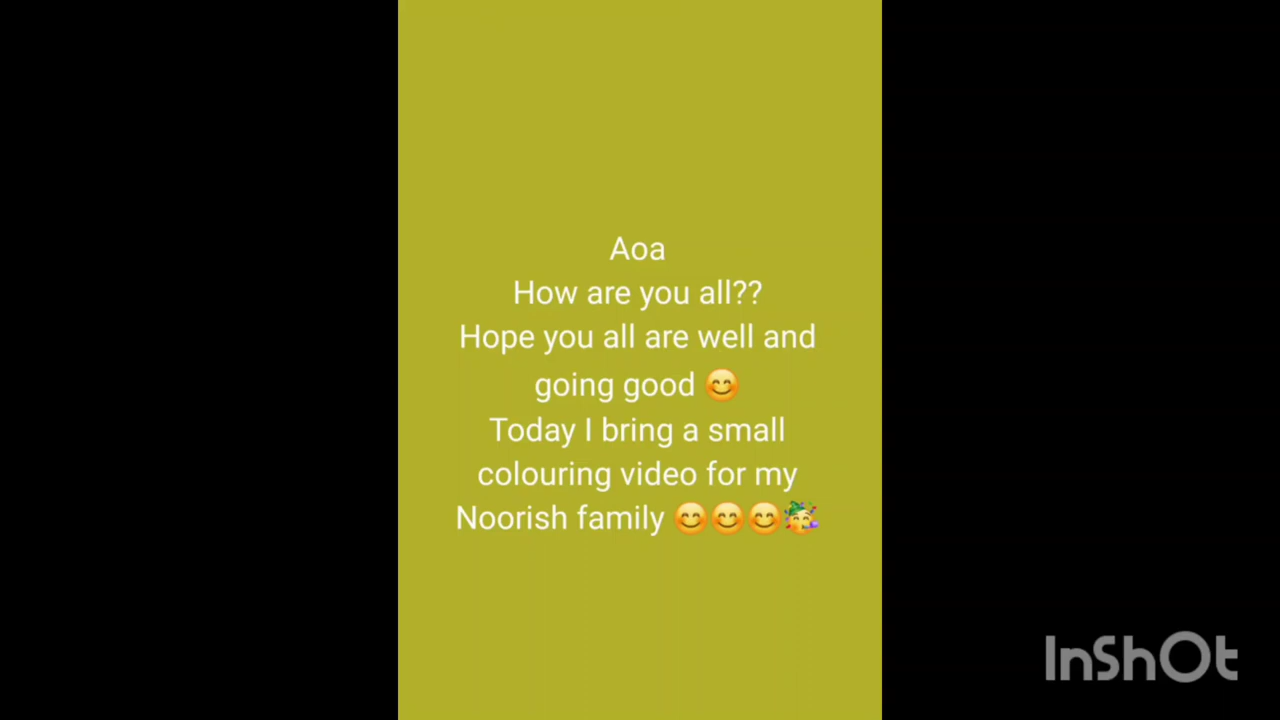 Aoa
How are you all??
Hope you all are well and
going good 😊
Today I bring a small
colouring video for my
Noorish family 😊😊😊🥳
InShOt